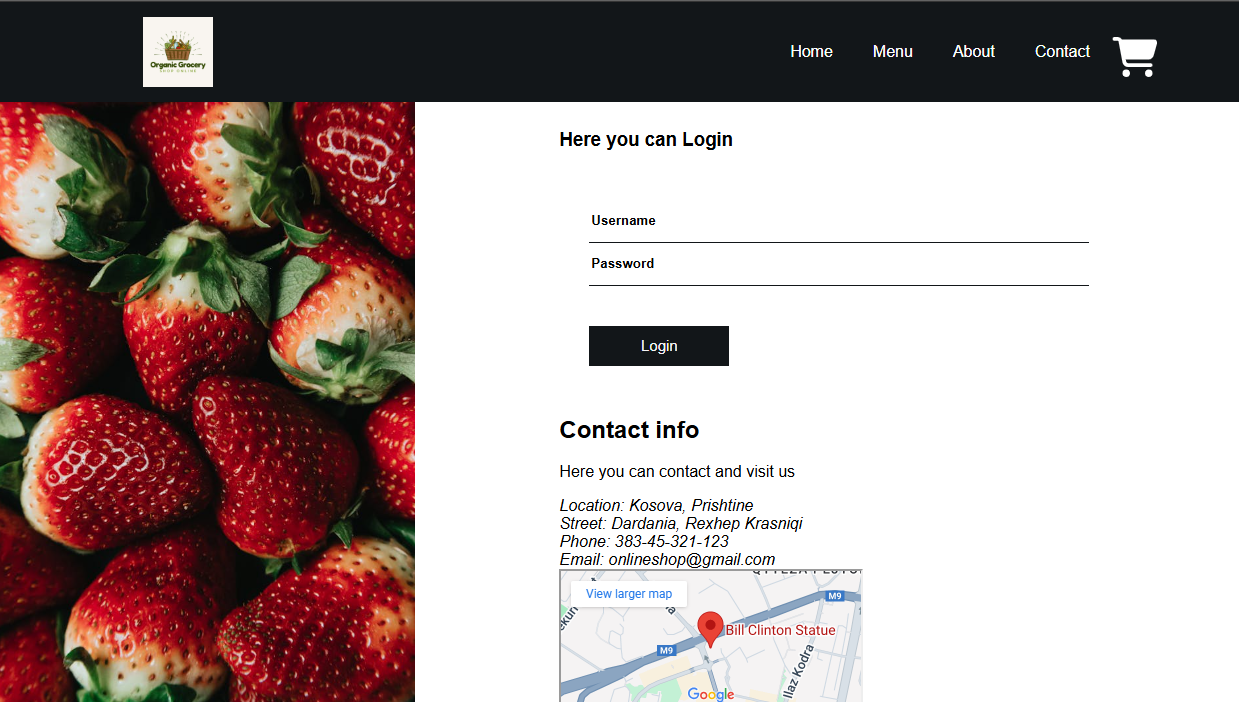 Organic Grocery
SHOP ONLINE
Home
Menu
About
Contact
Here you can Login
Username
Password
Login
Contact info
Here you can contact and visit us
Location: Kosova, Prishtine
Street: Dardania, Rexhep Krasniqi
Phone: 383-45-321-123
Email: onlineshop@gmail.com
View larger map
M9
Bill Clinton Statue
M9
Ilaz Kodra
Google